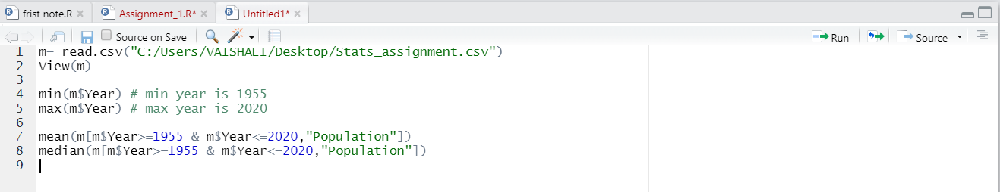 frist note.R
Assignment_1.R*
Untitled1*
Source on Save
Run
Source
1 m= read.csv("C:/Users/VAISHALI/Desktop/Stats_assignment.csv")
2 View(m)
3
4 min(m$Year) # min year is 1955
5 max(m$Year) # max year is 2020
6
7 mean(m[m$Year>=1955 & m$Year<=2020,"Population"])
8 median(m[m$Year>=1955 & m$Year<=2020,"Population"])
9